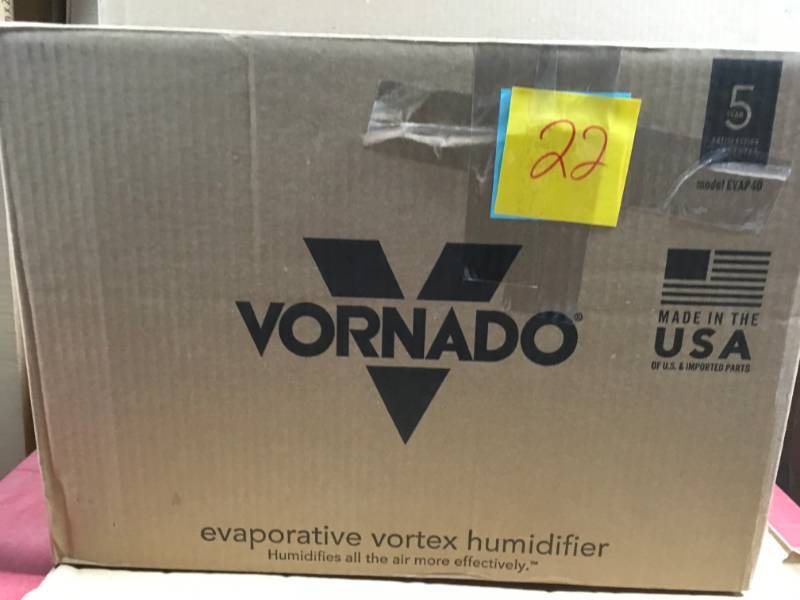 22
5
YEAR
model EVAP40
VORNADO®
MADE IN THE
USA
OF U.S. & IMPORTED PARTS
evaporative vortex humidifier
Humidifies all the air more effectively.™